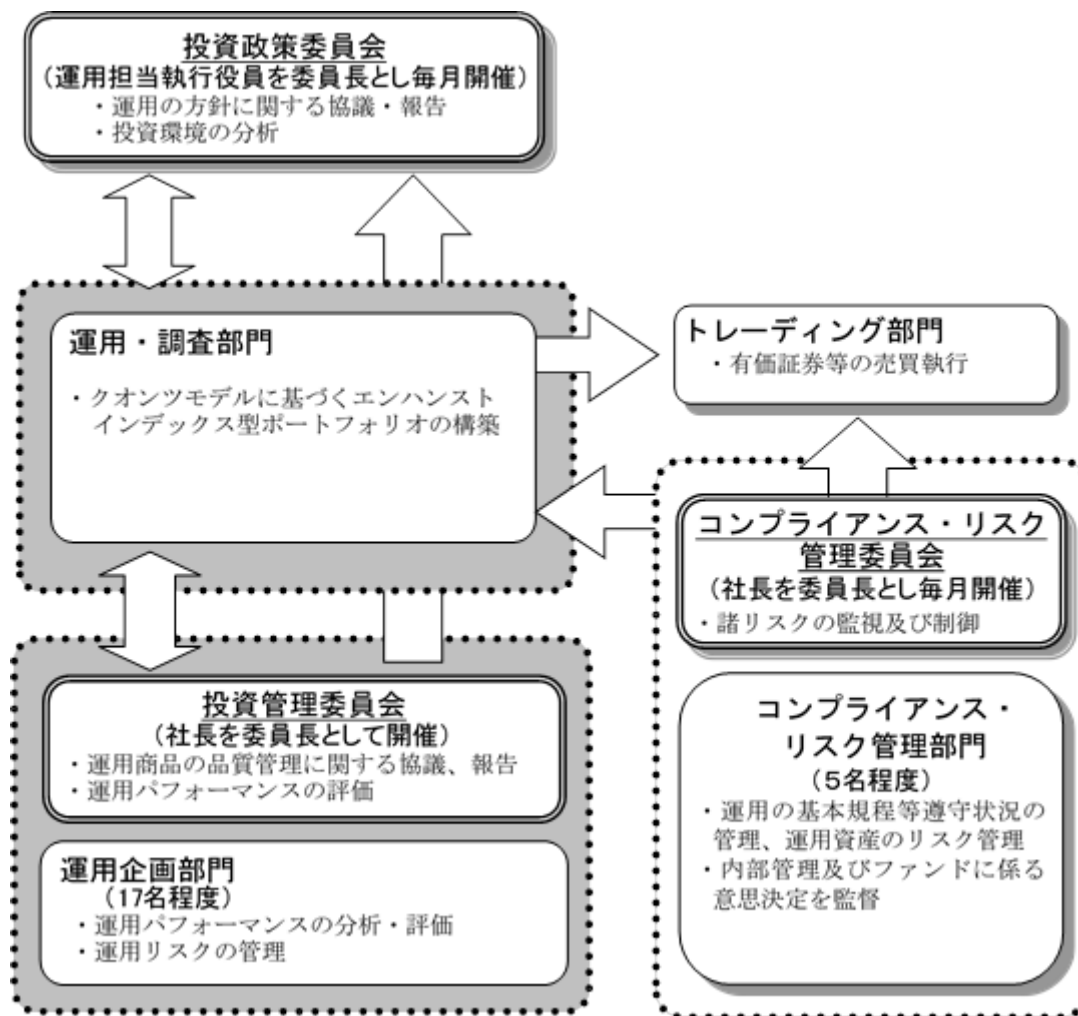 投資政策委員会
（運用担当執行役員を委員長とし毎月開催）
・運用の方針に関する協議・報告
・投資環境の分析
運用・調査部門
・クオンツモデルに基づくエンハンスト
インデックス型ポートフォリオの構築
トレーディング部門
・有価証券等の売買執行
コンプライアンス・リスク
管理委員会
（社長を委員長とし毎月開催）
・諸リスクの監視及び制御
投資管理委員会
（社長を委員長として開催）
・運用商品の品質管理に関する協議、報告
・運用パフォーマンスの評価
運用企画部門
（17名程度）
・運用パフォーマンスの分析・評価
・運用リスクの管理
コンプライアンス・
リスク管理部門
（5名程度）
・運用の基本規程等遵守状況の
管理、運用資産のリスク管理
・内部管理及びファンドに係る
意思決定を監督